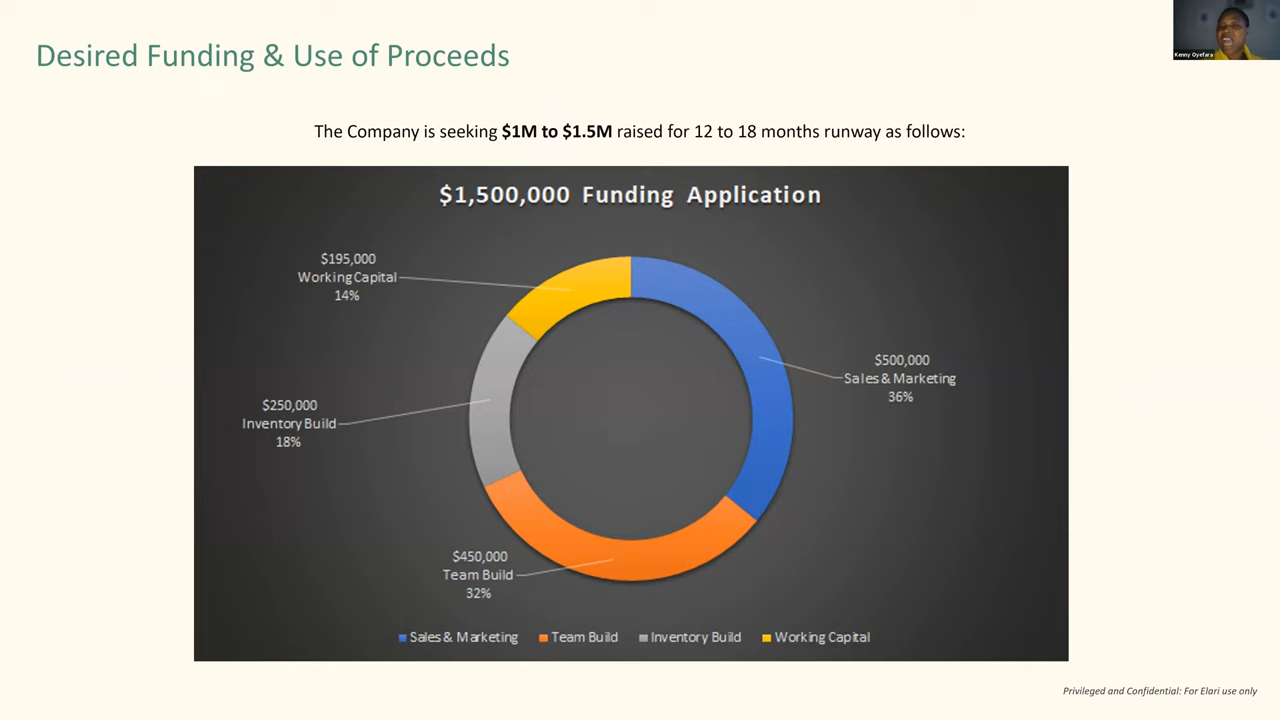 Desired Funding & Use of Proceeds
Kenny Oyefara
The Company is seeking $1M to $1.5M raised for 12 to 18 months runway as follows:
$1,500,000 Funding Application
$195,000
Working Capital
14%
$500,000
Sales & Marketing
36%
$250,000
Inventory Build
18%
$450,000
Team Build
32%
Sales & Marketing Team Build Inventory Build Working Capital
Privileged and Confidential: For Elari use only